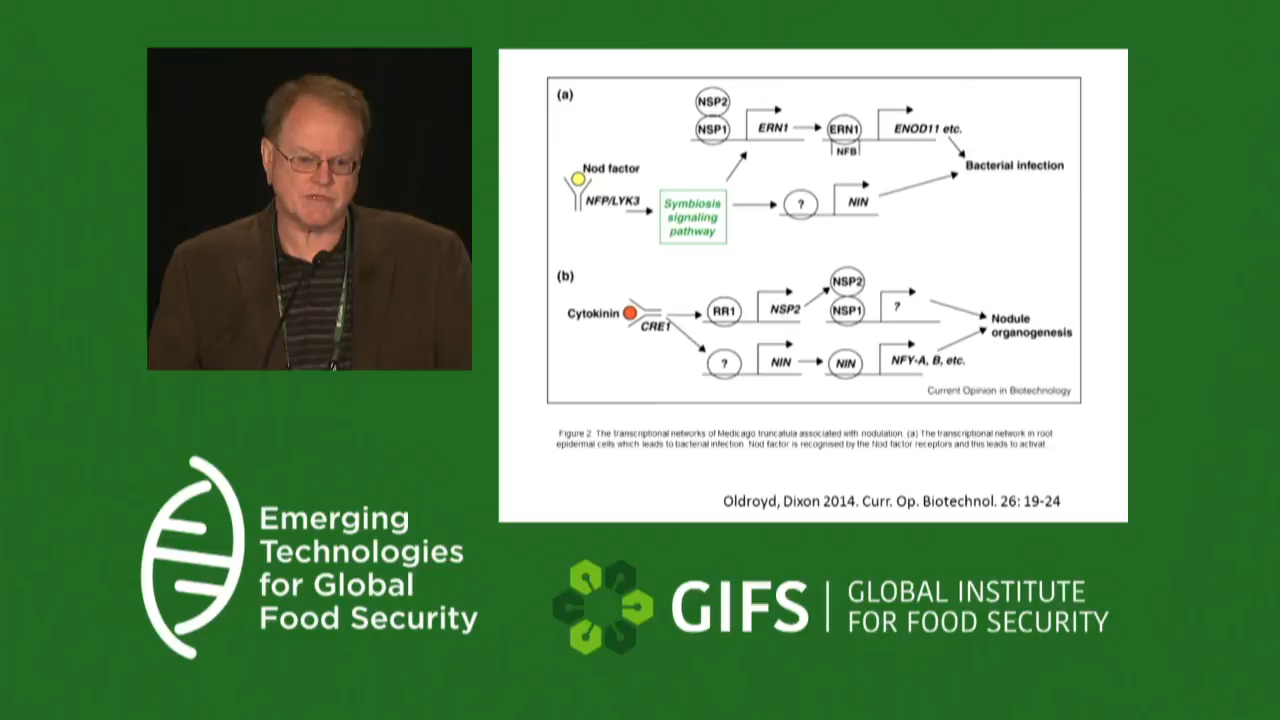 (a)
NSP2
NSP1
ERN1
ERN1
NFB
ENOD11 etc.
Bacterial infection
Nod factor
NFP/LYK3
Symbiosis
signaling
pathway
?
NIN
(b)
Cytokinin
CRE1
RR1
NSP2
NSP2
NSP1
?
Nodule
organogenesis
?
NIN
NIN
NFY-A, B, etc.
Current Opinion in Biotechnology
Figure 2 The transcriptional networks of Medicago truncatula associated with nodulation. (a) The transcriptional network in root
epidermal cells which leads to bacterial infection. Nod factor is recognised by the Nod factor receptors and this leads to activat.
Oldroyd, Dixon 2014. Curr. Op. Biotechnol. 26: 19-24
Emerging
Technologies
for Global
Food Security
GIFS
GLOBAL INSTITUTE
FOR FOOD SECURITY